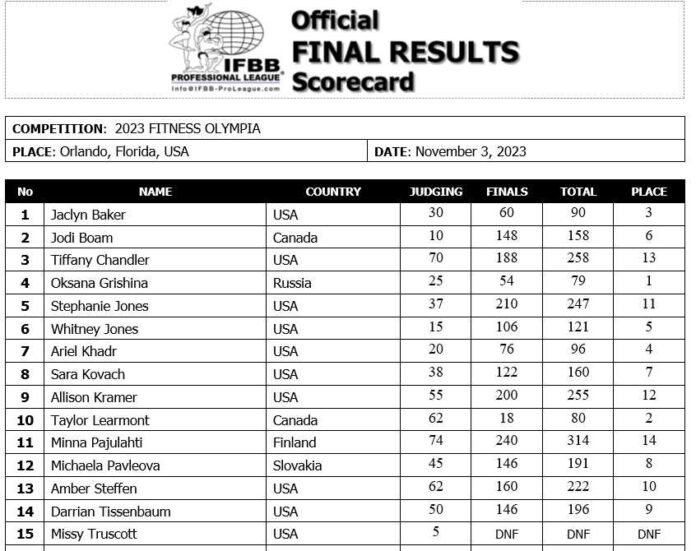 Official
FINAL RESULTS
Scorecard
IFBB
PROFESSIONAL LEAGUE
Info@IFBB-ProLeague.com
COMPETITION: 2023 FITNESS OLYMPIA
PLACE: Orlando, Florida, USA DATE: November 3, 2023
No NAME COUNTRY JUDGING FINALS TOTAL PLACE
1 Jaclyn Baker USA 30 60 90 3
2 Jodi Boam Canada 10 148 158 6
3 Tiffany Chandler USA 70 188 258 13
4 Oksana Grishina Russia 25 54 79 1
5 Stephanie Jones USA 37 210 247 11
6 Whitney Jones USA 15 106 121 5
7 Ariel Khadr USA 20 76 96 4
8 Sara Kovach USA 38 122 160 7
9 Allison Kramer USA 55 200 255 12
10 Taylor Learmont Canada 62 18 80 2
11 Minna Pajulahti Finland 74 240 314 14
12 Michaela Pavleova Slovakia 45 146 191 8
13 Amber Steffen USA 62 160 222 10
14 Darrian Tissenbaum USA 50 146 196 9
15 Missy Truscott USA 5 DNF DNF DNF